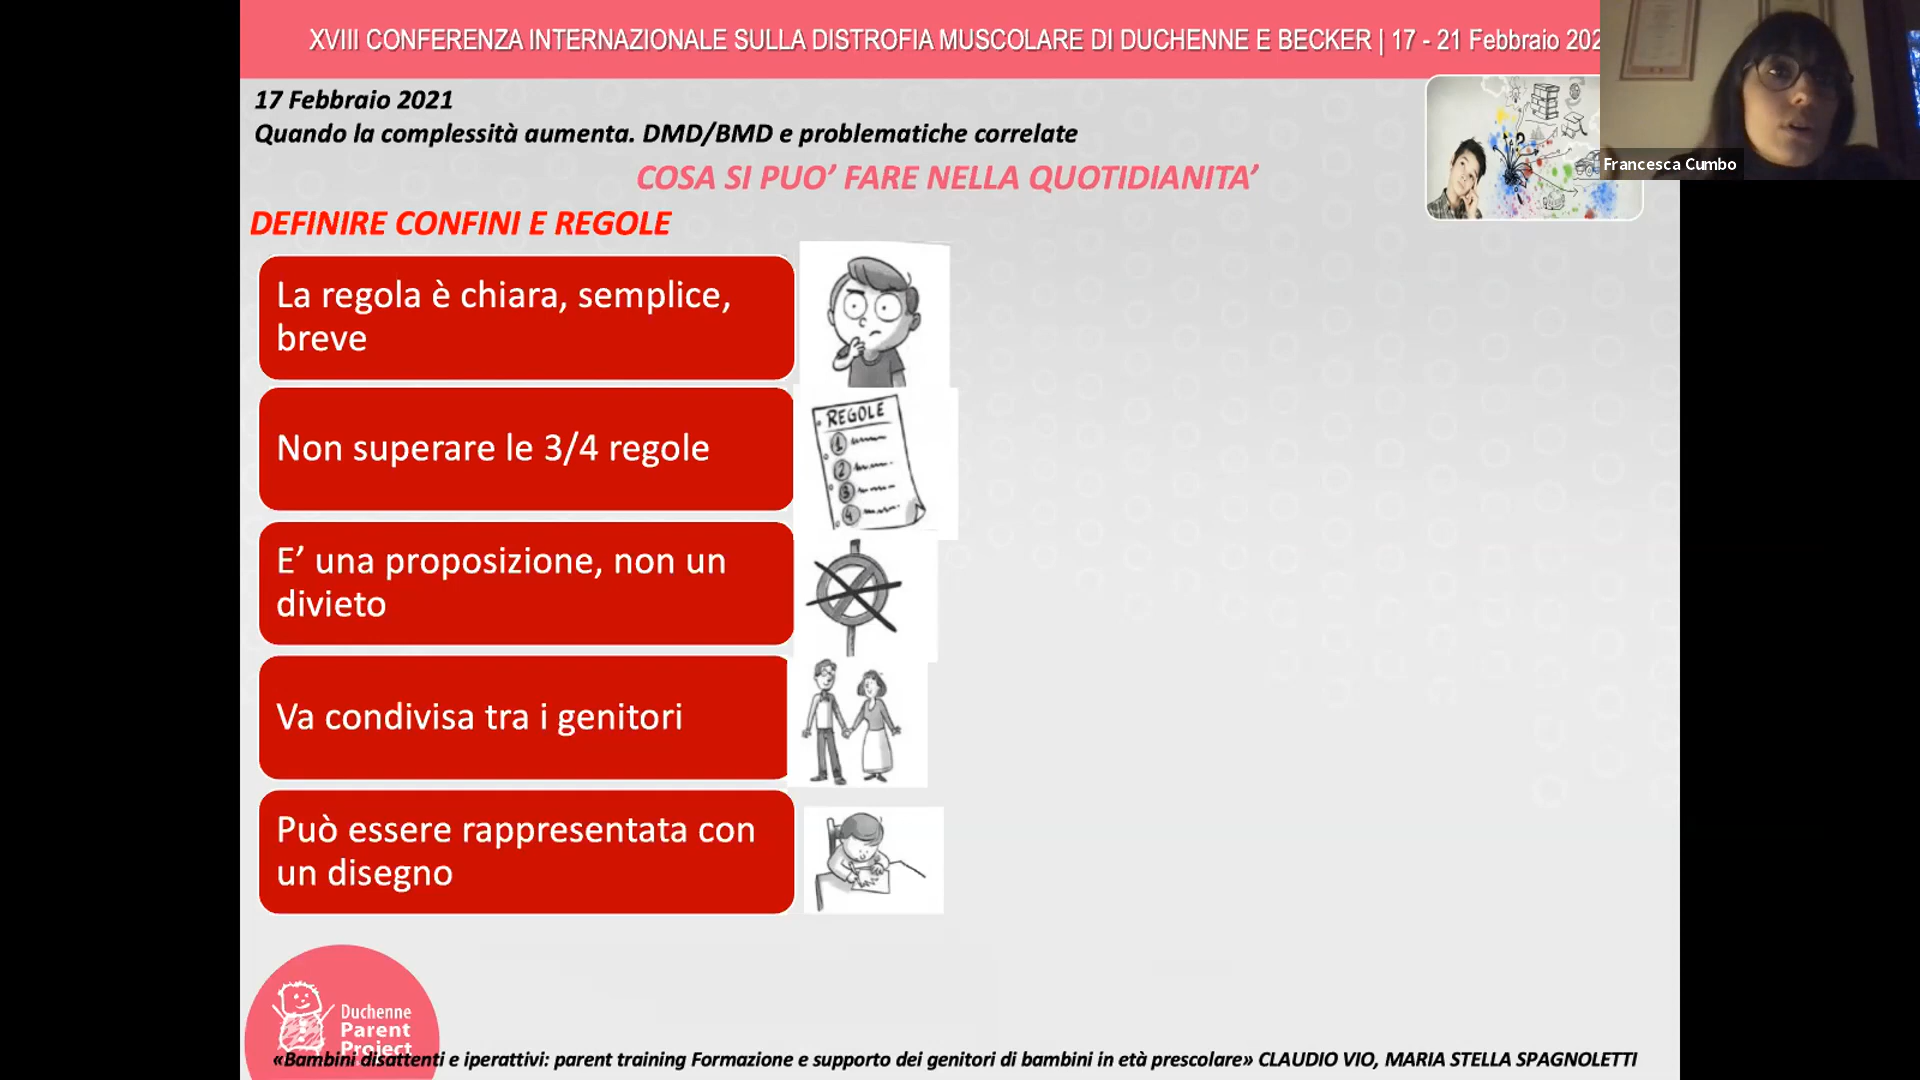 XVIII CONFERENZA INTERNAZIONALE SULLA DISTROFIA MUSCOLARE DI DUCHENNE E BECKER | 17 - 21 Febbraio 202
Francesca Cumbo
17 Febbraio 2021
Quando la complessità aumenta. DMD/BMD e problematiche correlate
COSA SI PUO’ FARE NELLA QUOTIDIANITA’
DEFINIRE CONFINI E REGOLE
La regola è chiara, semplice,
breve
Non superare le 3/4 regole
REGOLE
1
2
3
4
E’ una proposizione, non un
divieto
Va condivisa tra i genitori
Può essere rappresentata con
un disegno
Duchenne
Parent
Project
«Bambini disattenti e iperattivi: parent training Formazione e supporto dei genitori di bambini in età prescolare» CLAUDIO VIO, MARIA STELLA SPAGNOLETTI